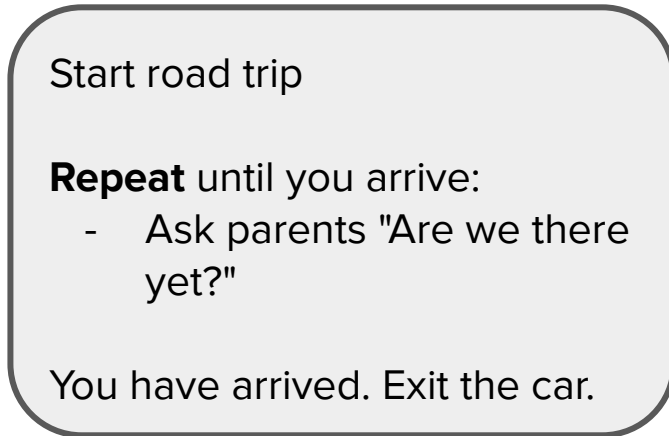 Start road trip
Repeat until you arrive:
- Ask parents "Are we there
yet?"
You have arrived. Exit the car.